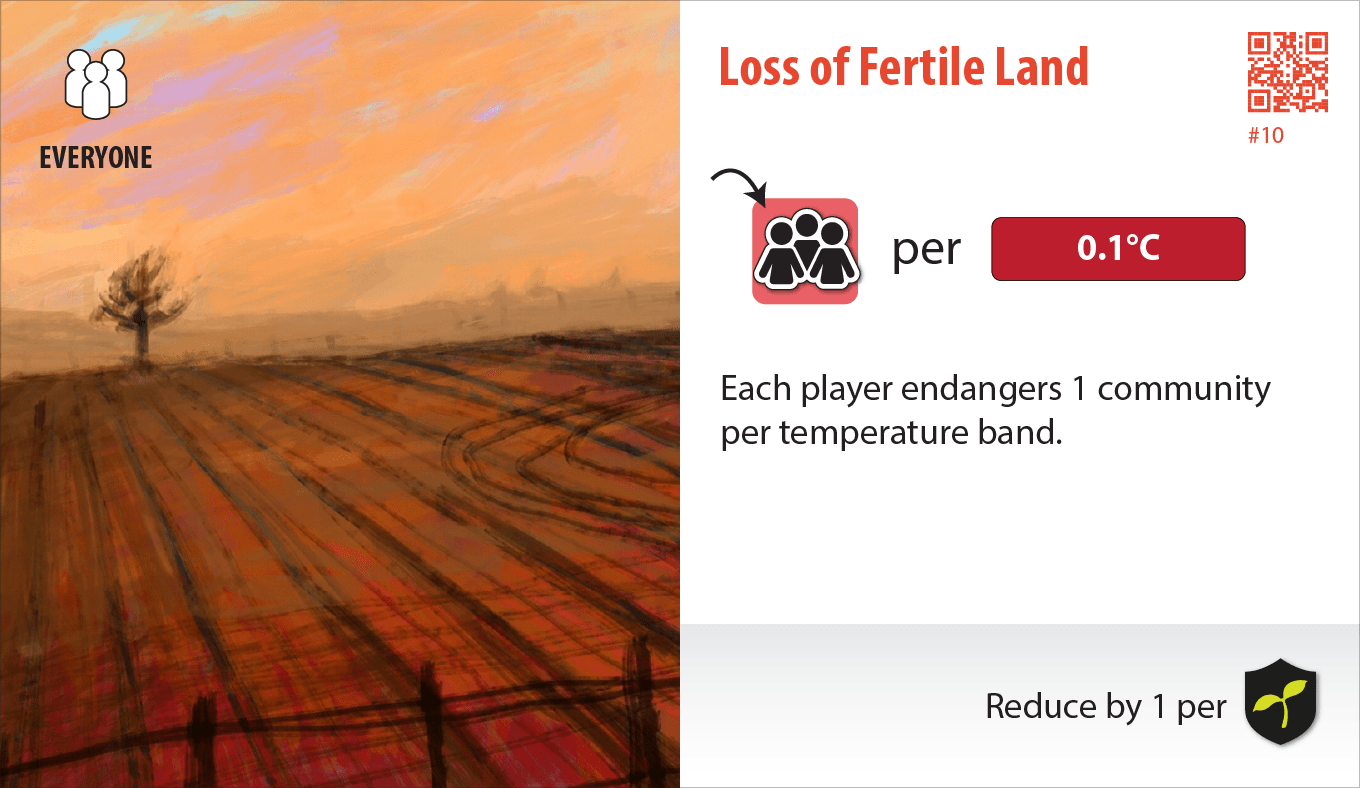 EVERYONE
Loss of Fertile Land
#10
per
0.1°C
Each player endangers 1 community
per temperature band.
Reduce by 1 per